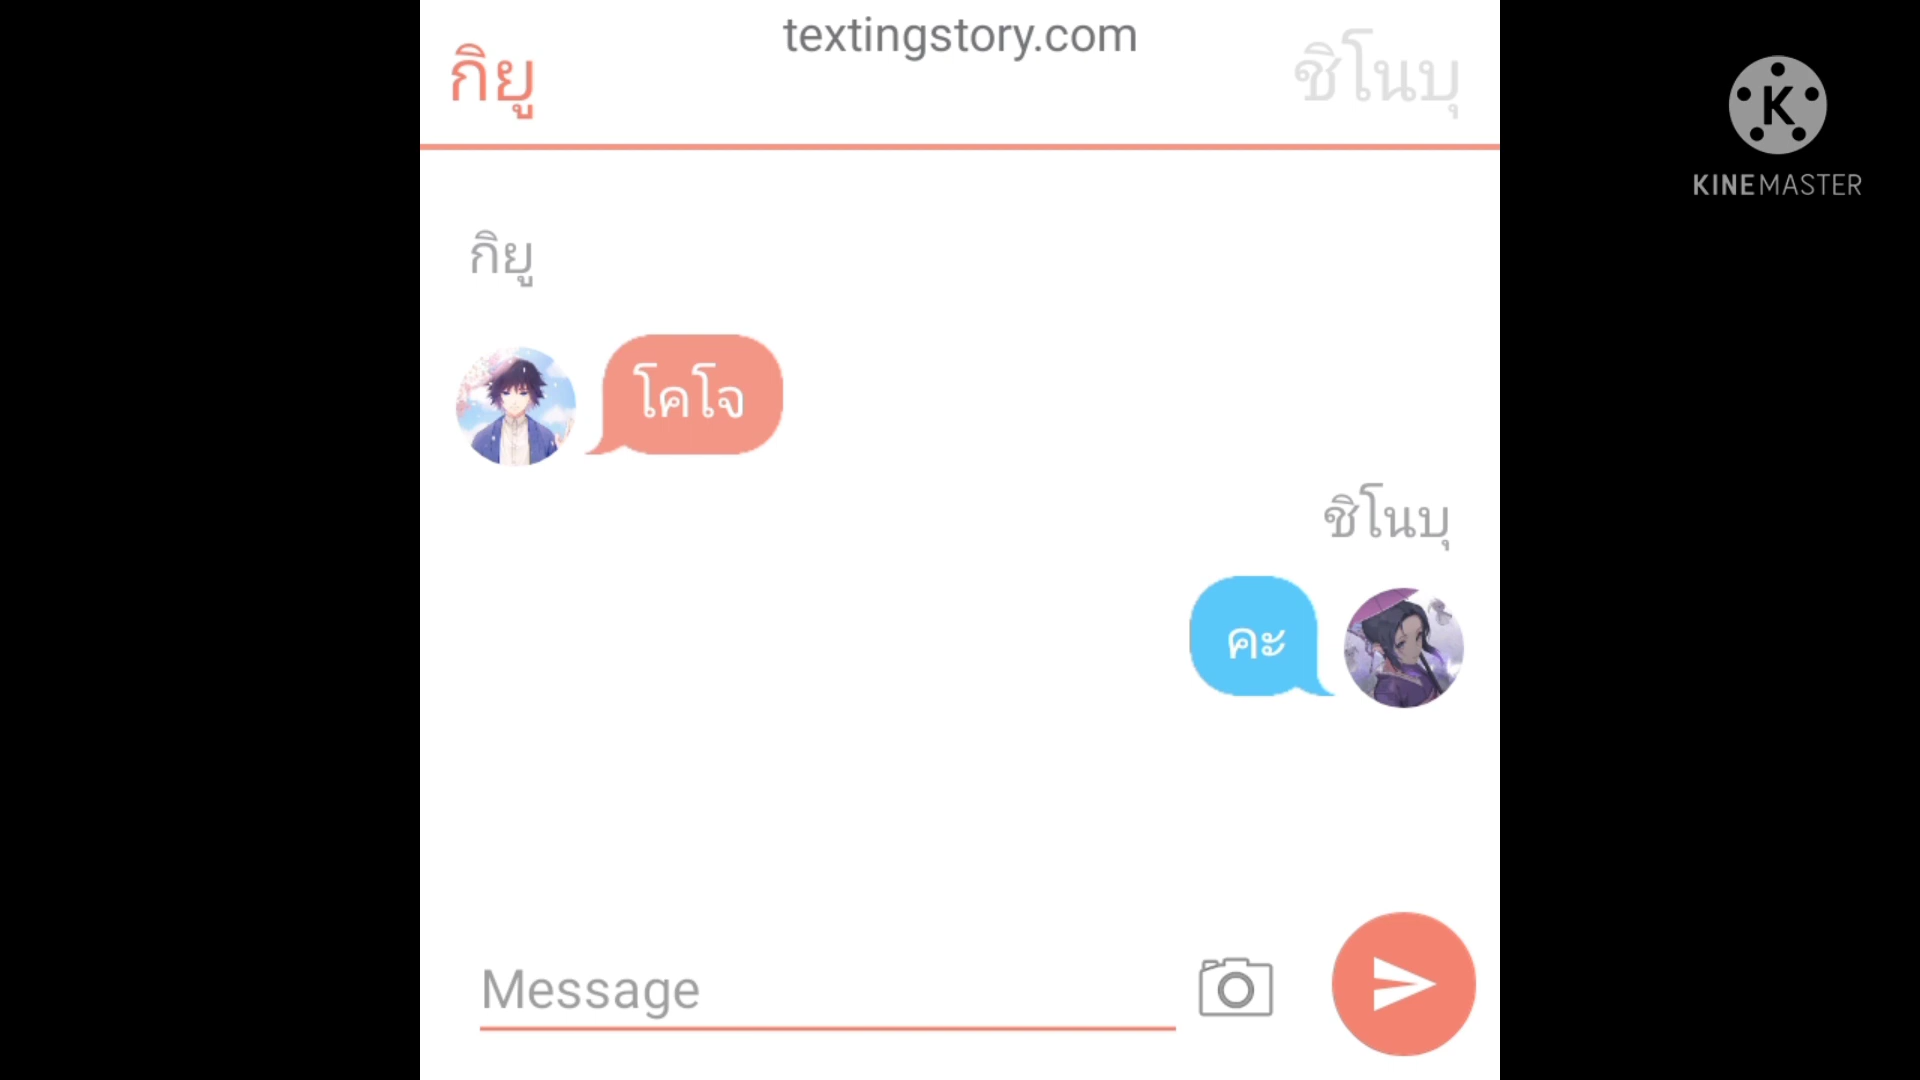 textingstory.com
กิยู
ชิโนบุ
KINEMASTER
กิยู
โคโจ
ชิโนบุ
คะ
Message